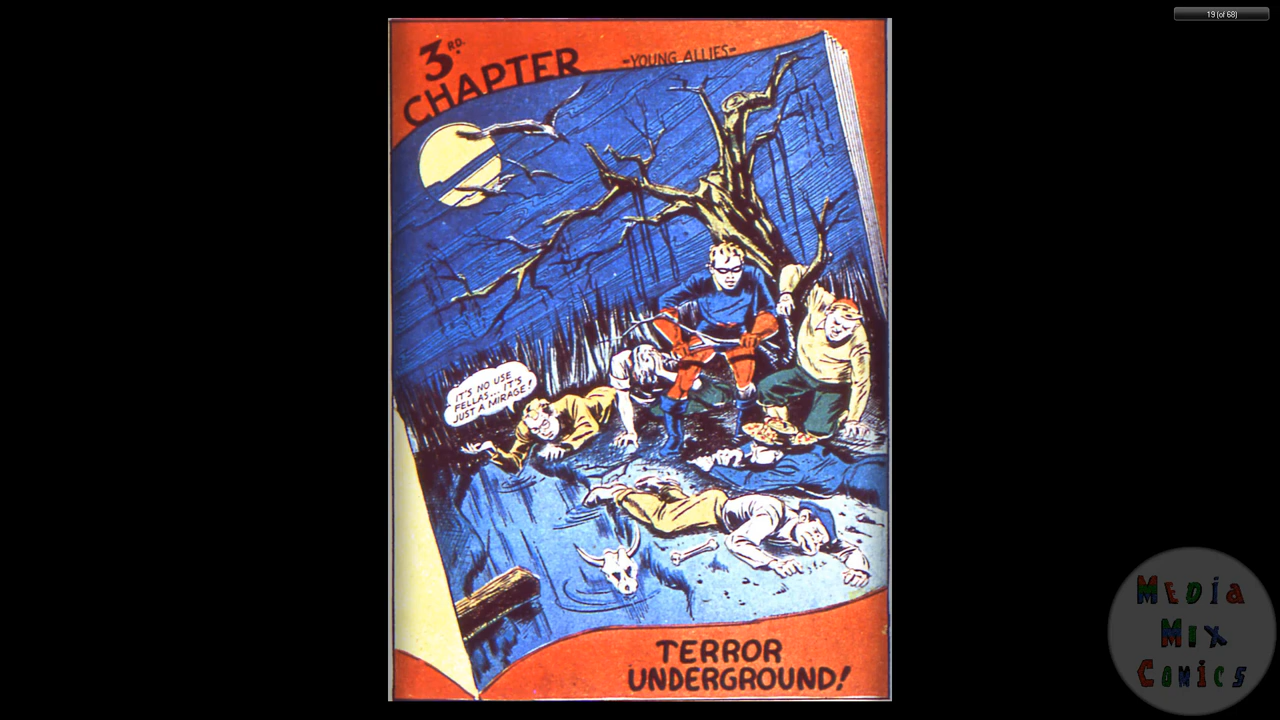 19 (of 68)
3RD.
CHAPTER
-YOUNG ALLIES-
IT'S NO USE
FELLAS... IT'S
JUST A MIRAGE!
TERROR
UNDERGROUND!
MEDiA
MiX
COMiCS